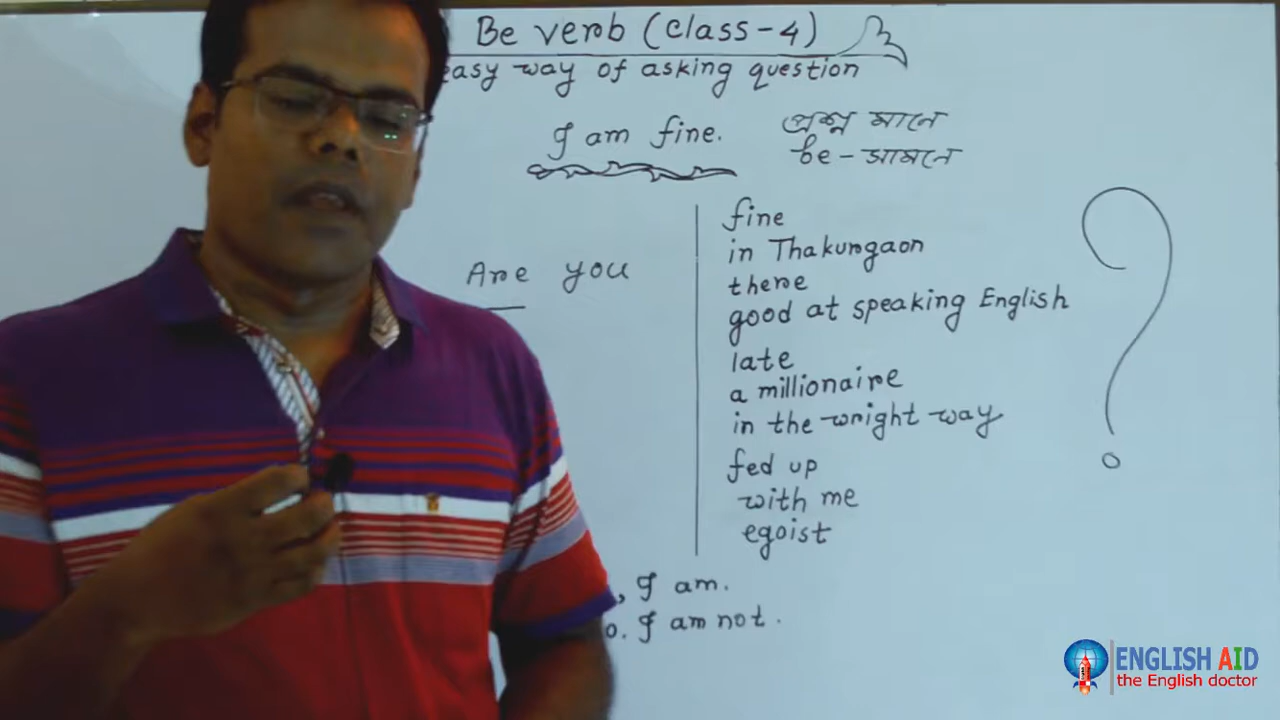 Be verb (class-4)
easy way of asking question
I am fine.
প্রশ্ন মানে
be - সামনে
Are you
fine
in Thakurgaon
there
good at speaking English
late
a millionaire
in the wright way
fed up
with me
egoist
?
, I am.
o. I am not.
ENGLISH AID
the English doctor